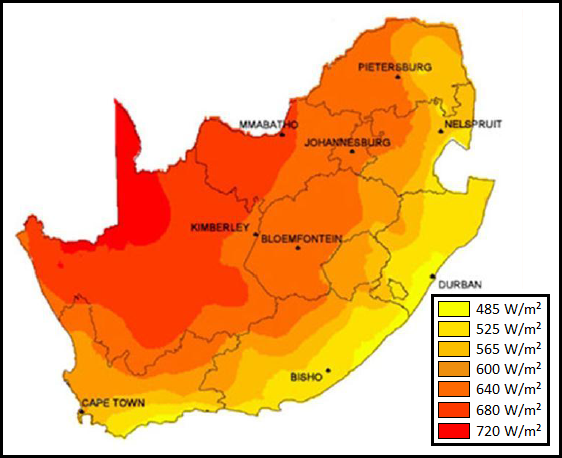 PIETERSBURG
MMABATHO
NELSPRUIT
JOHANNESBURG
KIMBERLEY
BLOEMFONTEIN
DURBAN
BISHO
CAPE TOWN
485 W/m²
525 W/m²
565 W/m²
600 W/m²
640 W/m²
680 W/m²
720 W/m²